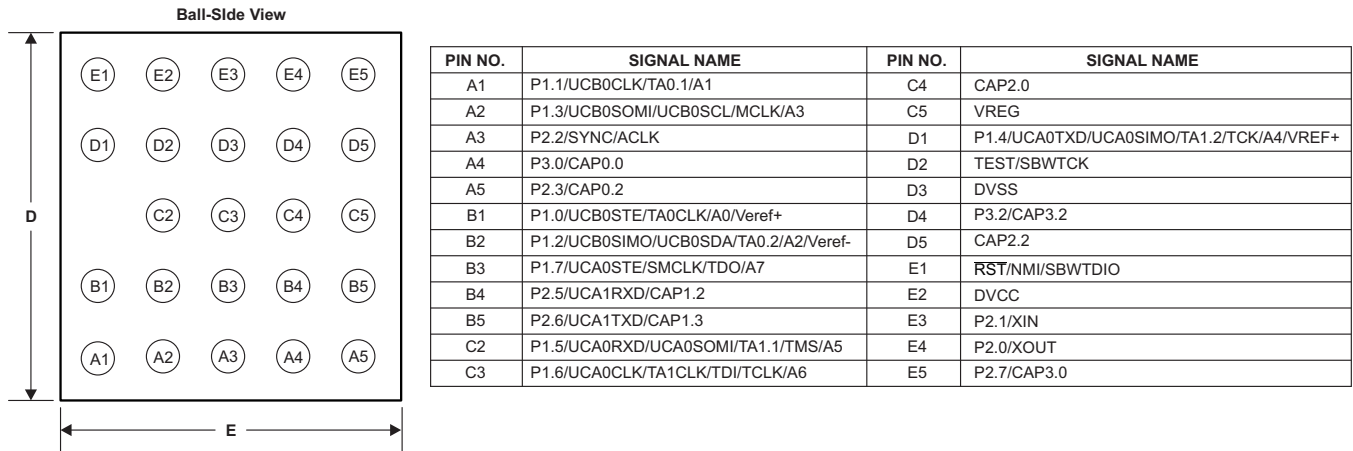 Ball-SIde View
E1 E2 E3 E4 E5
D1 D2 D3 D4 D5
D
C2 C3 C4 C5
B1 B2 B3 B4 B5
A1 A2 A3 A4 A5
E
PIN NO. SIGNAL NAME PIN NO. SIGNAL NAME
A1 P1.1/UCB0CLK/TA0.1/A1 C4 CAP2.0
A2 P1.3/UCB0SOMI/UCB0SCL/MCLK/A3 C5 VREG
A3 P2.2/SYNC/ACLK D1 P1.4/UCA0TXD/UCA0SIMO/TA1.2/TCK/A4/VREF+
A4 P3.0/CAP0.0 D2 TEST/SBWTCK
A5 P2.3/CAP0.2 D3 DVSS
B1 P1.0/UCB0STE/TA0CLK/A0/Veref+ D4 P3.2/CAP3.2
B2 P1.2/UCB0SIMO/UCB0SDA/TA0.2/A2/Veref- D5 CAP2.2
B3 P1.7/UCA0STE/SMCLK/TDO/A7 E1 RST/NMI/SBWTDIO
B4 P2.5/UCA1RXD/CAP1.2 E2 DVCC
B5 P2.6/UCA1TXD/CAP1.3 E3 P2.1/XIN
C2 P1.5/UCA0RXD/UCA0SOMI/TA1.1/TMS/A5 E4 P2.0/XOUT
C3 P1.6/UCA0CLK/TA1CLK/TDI/TCLK/A6 E5 P2.7/CAP3.0